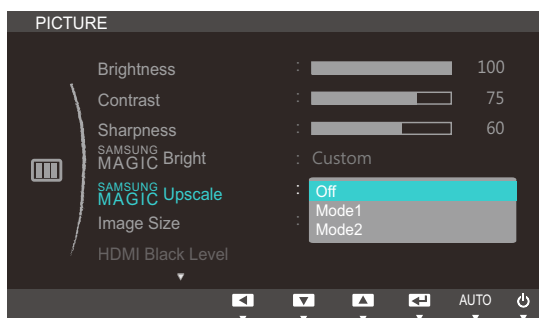 PICTURE
Brightness : 100
Contrast : 75
Sharpness : 60
SAMSUNG MAGIC Bright : Custom
SAMSUNG MAGIC Upscale : Off
Mode1
Image Size :
Mode2
HDMI Black Level
AUTO